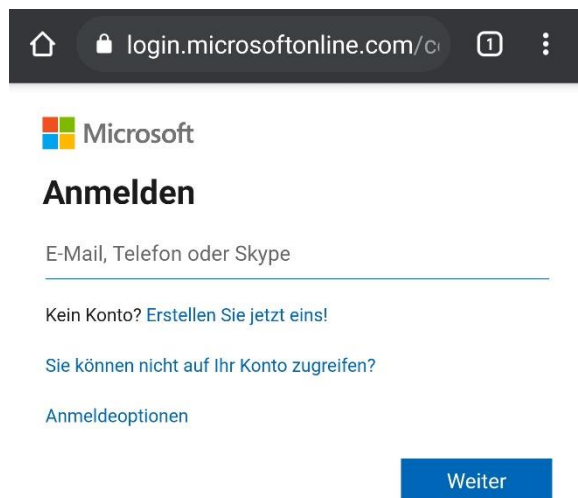 login.microsoftonline.com/c
1
Microsoft
Anmelden
E-Mail, Telefon oder Skype
Kein Konto? Erstellen Sie jetzt eins!
Sie können nicht auf Ihr Konto zugreifen?
Anmeldeoptionen
Weiter